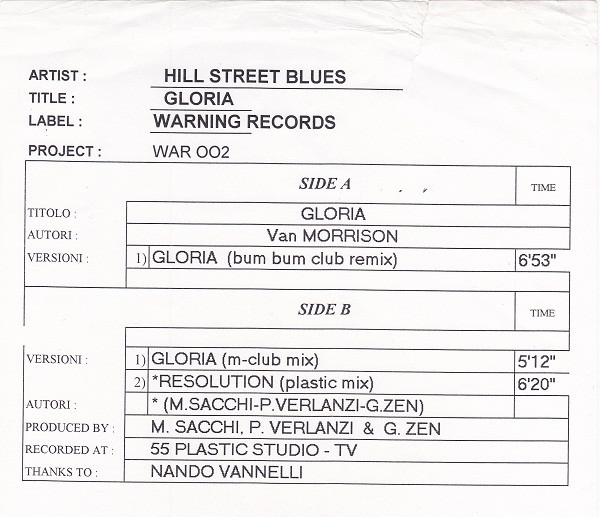 ARTIST : HILL STREET BLUES
TITLE : GLORIA
LABEL : WARNING RECORDS
PROJECT : WAR OO2
SIDE A TIME
TITOLO : GLORIA
AUTORI : Van MORRISON
VERSIONI : 1) GLORIA (bum bum club remix) 6'53"
SIDE B TIME
VERSIONI : 1) GLORIA (m-club mix) 5'12"
2) *RESOLUTION (plastic mix) 6'20"
AUTORI : * (M.SACCHI-P.VERLANZI-G.ZEN)
PRODUCED BY : M. SACCHI, P. VERLANZI & G. ZEN
RECORDED AT : 55 PLASTIC STUDIO - TV
THANKS TO : NANDO VANNELLI